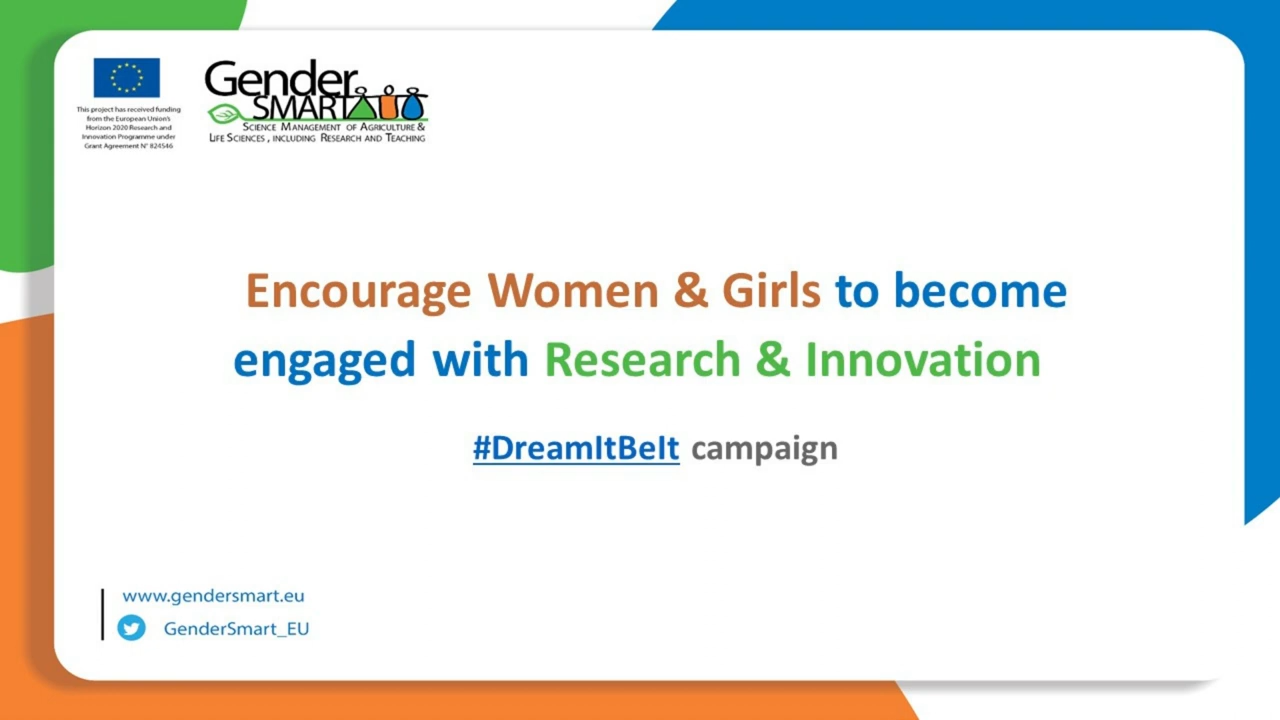 This project has received funding
from the European Union's
Horizon 2020 Research and
Innovation Programme under
Grant Agreement N° 824546
Gender
SMART
SCIENCE MANAGEMENT OF AGRICULTURE &
LIFE SCIENCES, INCLUDING RESEARCH AND TEACHING
Encourage Women & Girls to become
engaged with Research & Innovation
#DreamItBeIt campaign
www.gendersmart.eu
GenderSmart_EU